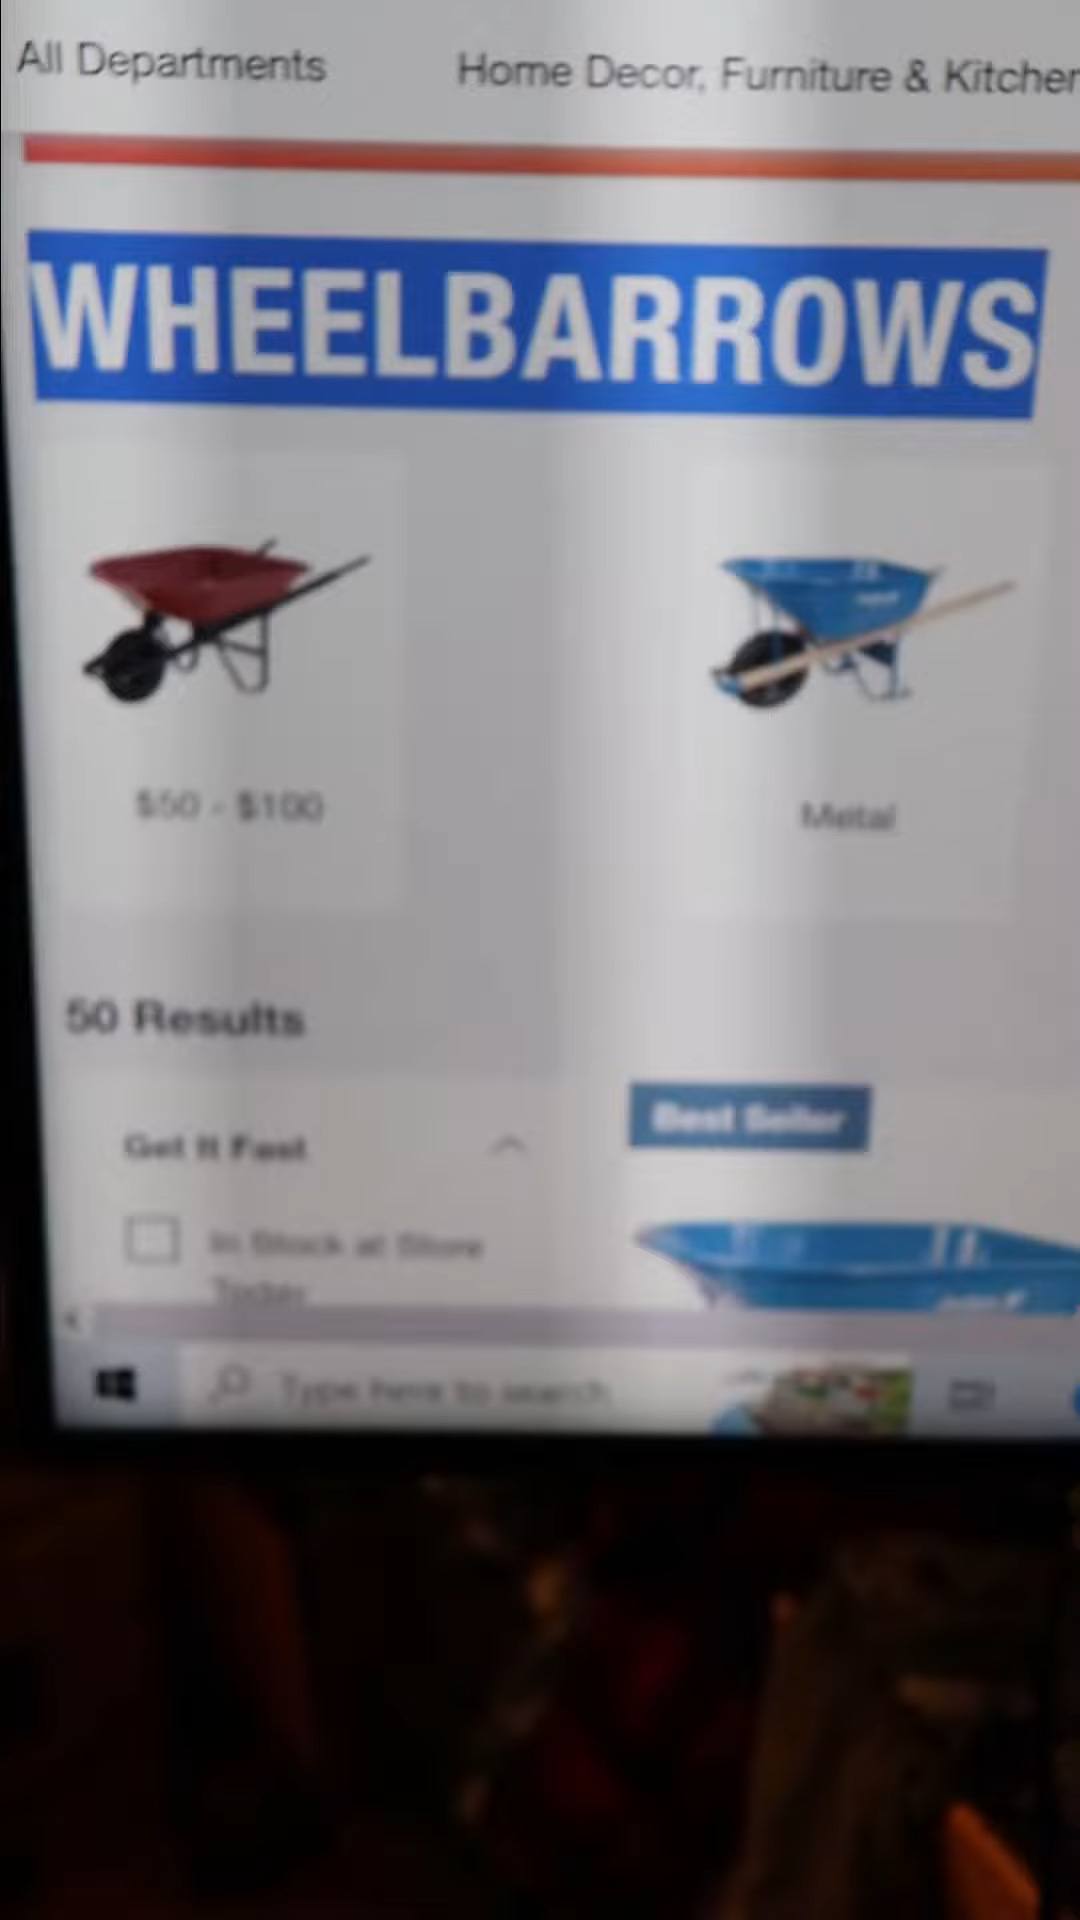 All Departments
Home Decor, Furniture & Kitchen
WHEELBARROWS
$50 - $100
Metal
50 Results
Best Seller
Get It Fast
In Stock at Store
Today
Type here to search